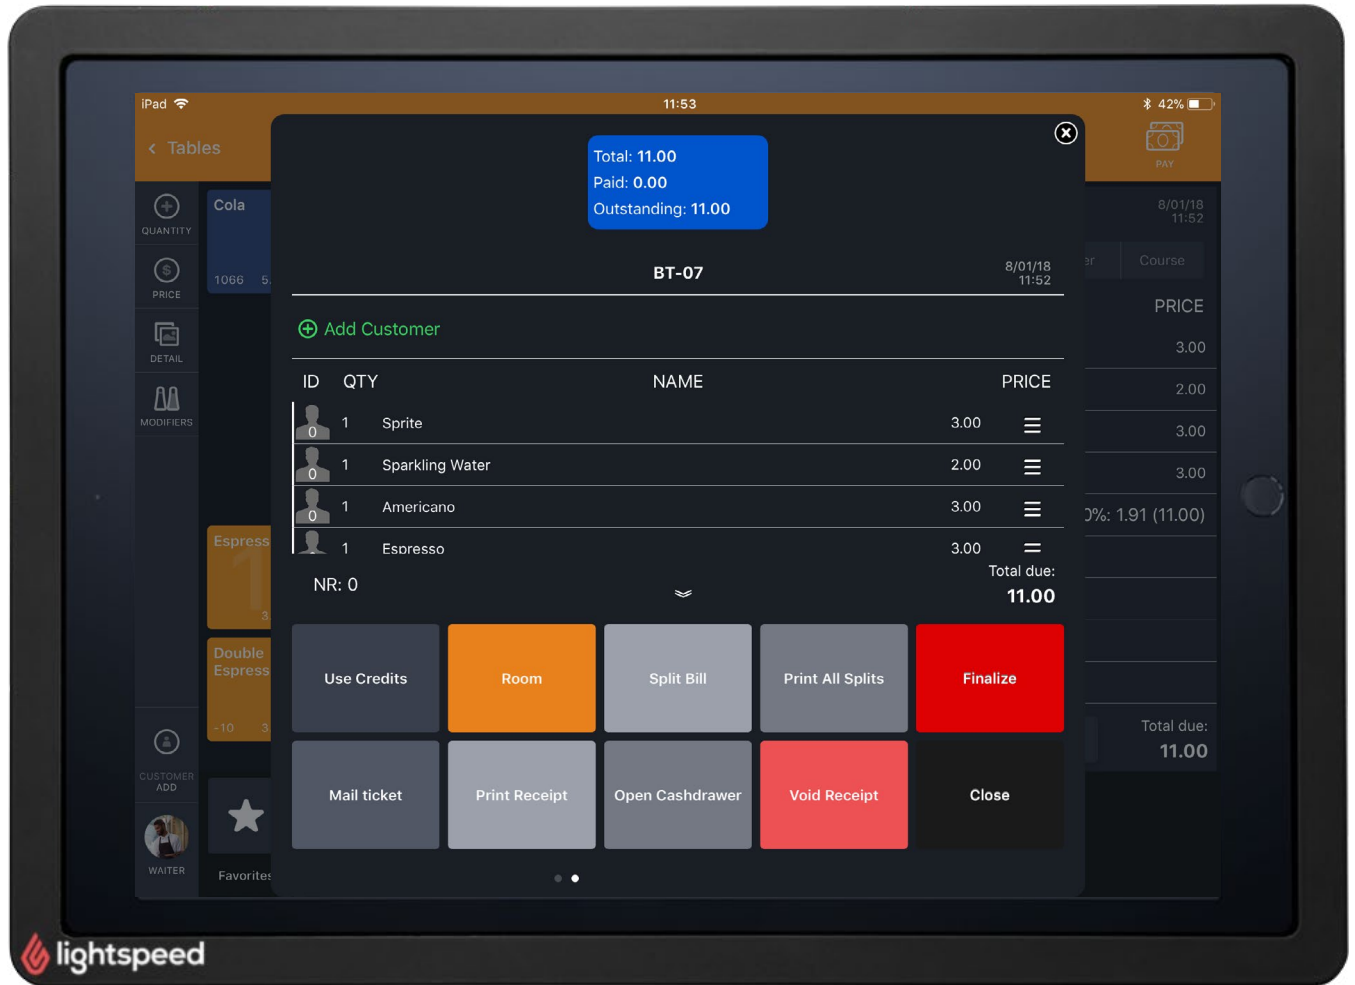 iPad
11:53
42%
Tables
PAY
Total: 11.00
Paid: 0.00
Outstanding: 11.00
QUANTITY
Cola
1066
8/01/18
11:52
BT-07
8/01/18
11:52
Course
PRICE
PRICE
Add Customer
DETAIL
3.00
ID QTY NAME PRICE
2.00
MODIFIERS
0 1 Sprite 3.00
3.00
0 1 Sparkling Water 2.00
3.00
0 1 Americano 3.00
0%: 1.91 (11.00)
1 Espresso 3.00
Espress
1
3
NR: 0
Total due:
11.00
Double
Espress
-10 3
Use Credits
Room
Split Bill
Print All Splits
Finalize
Total due:
11.00
CUSTOMER
ADD
Mail ticket
Print Receipt
Open Cashdrawer
Void Receipt
Close
WAITER
Favorites
lightspeed